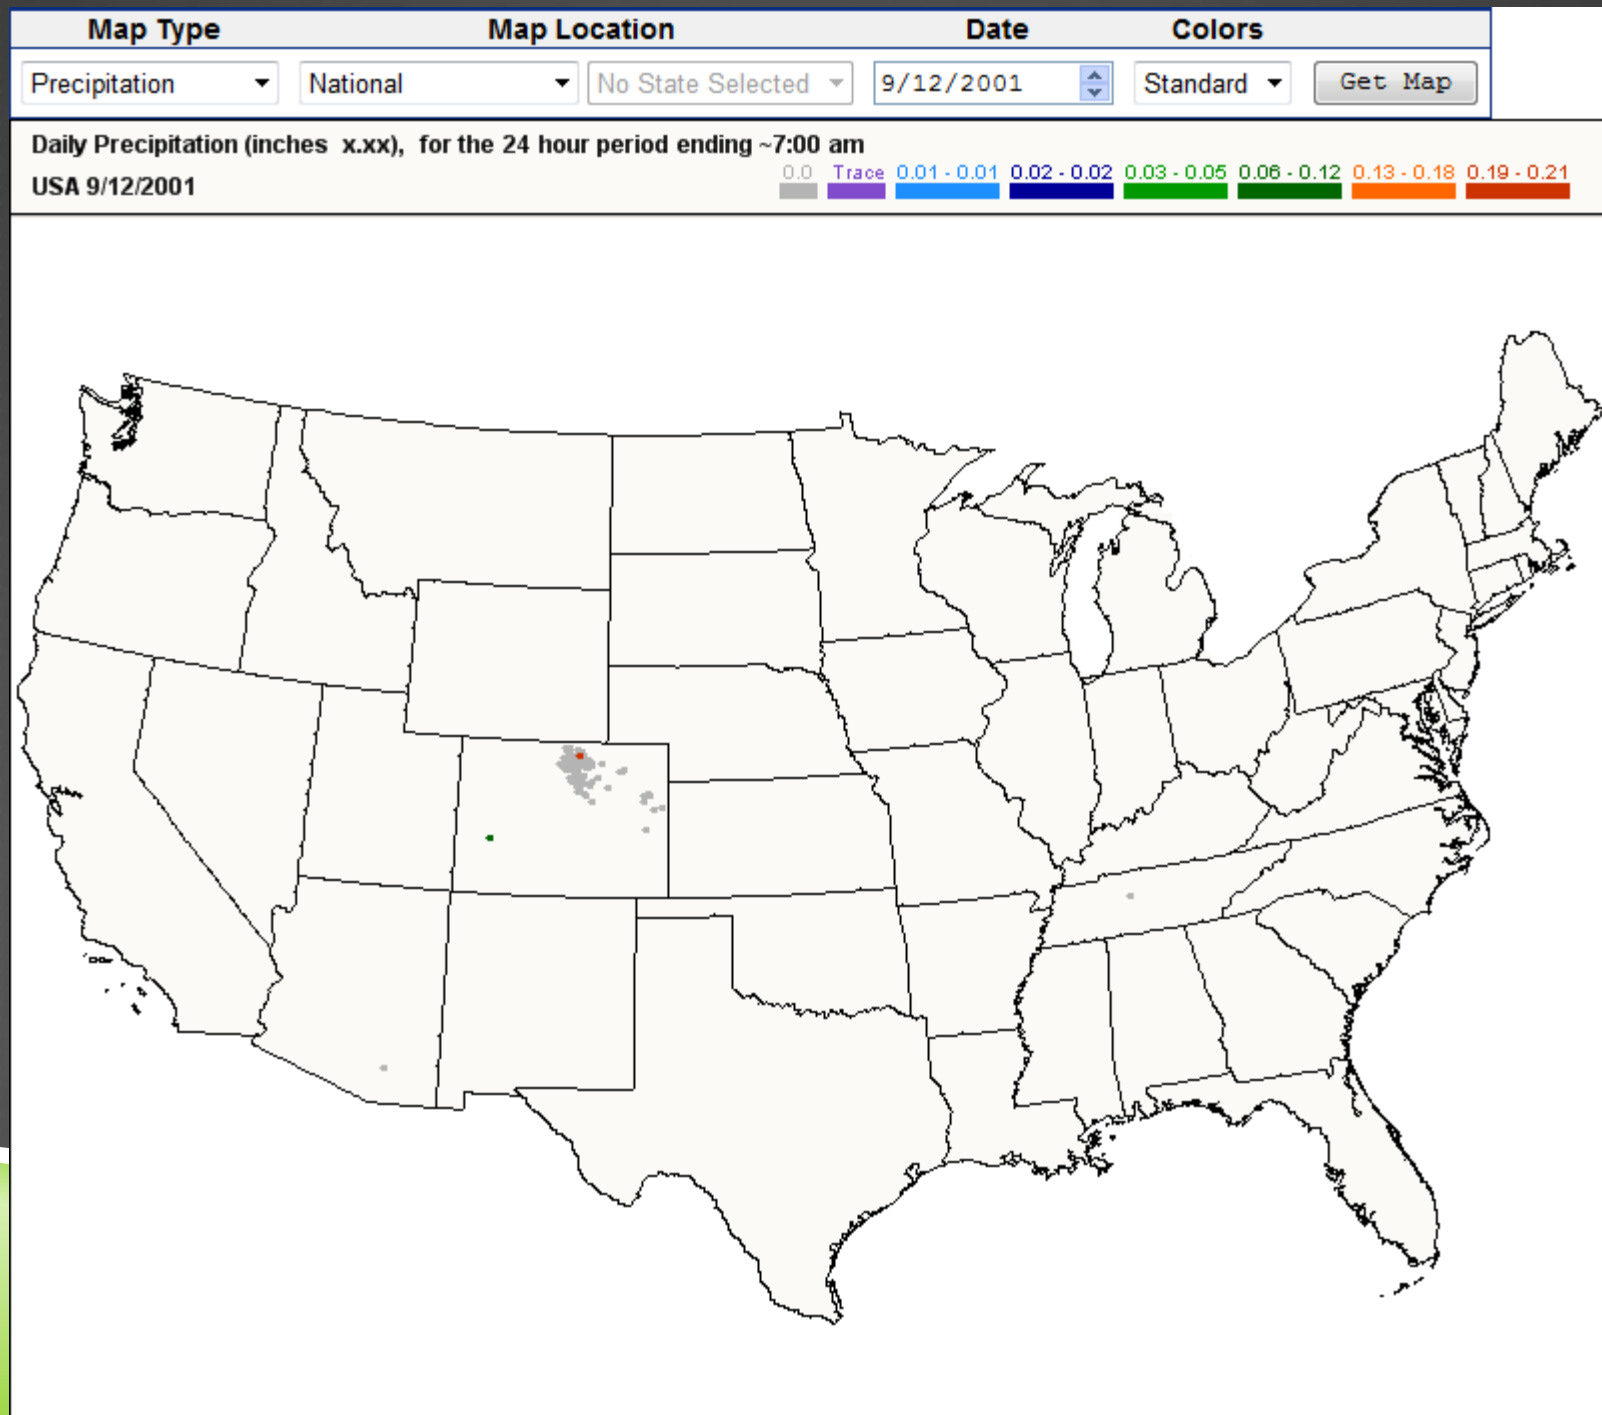 Map Type Map Location Date Colors
Precipitation National No State Selected 9/12/2001 Standard Get Map
Daily Precipitation (inches x.xx), for the 24 hour period ending ~7:00 am
USA 9/12/2001
0.0 Trace 0.01 - 0.01 0.02 - 0.02 0.03 - 0.05 0.06 - 0.12 0.13 - 0.18 0.19 - 0.21